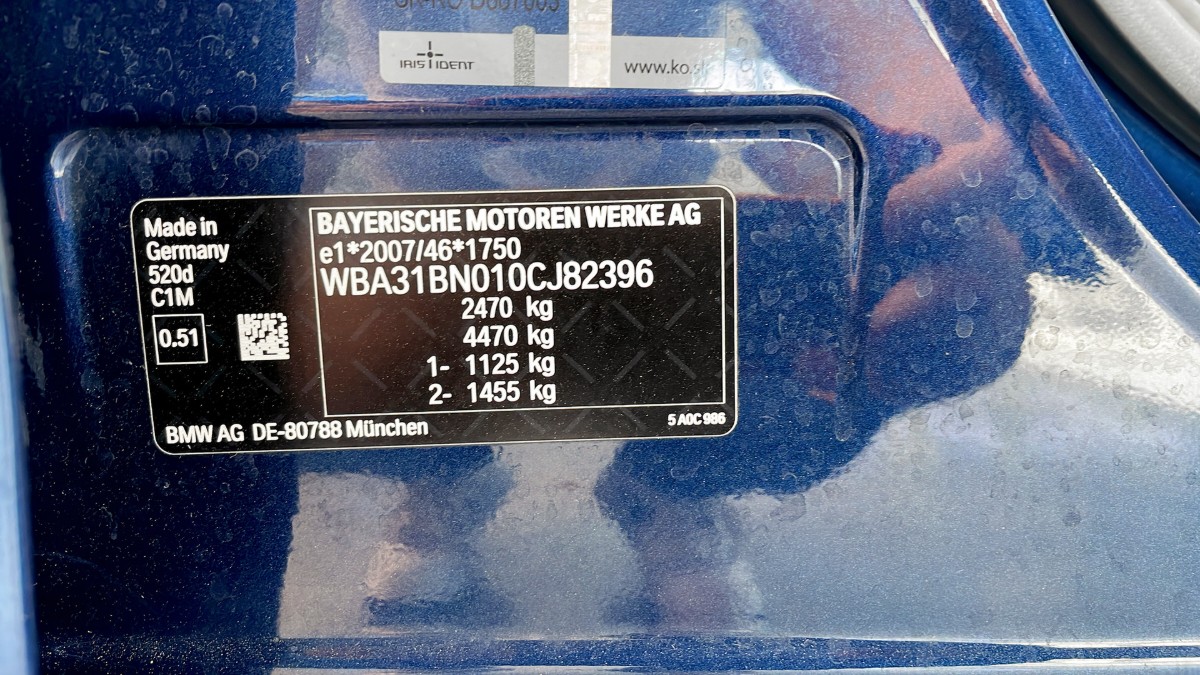 IRIS IDENT
www.ko.s
Made in
Germany
520d
C1M
0.51
BAYERISCHE MOTOREN WERKE AG
e1*2007/46*1750
WBA31BN010CJ82396
2470 kg
4470 kg
1- 1125 kg
2- 1455 kg
BMW AG DE-80788 München
5 A0C 986